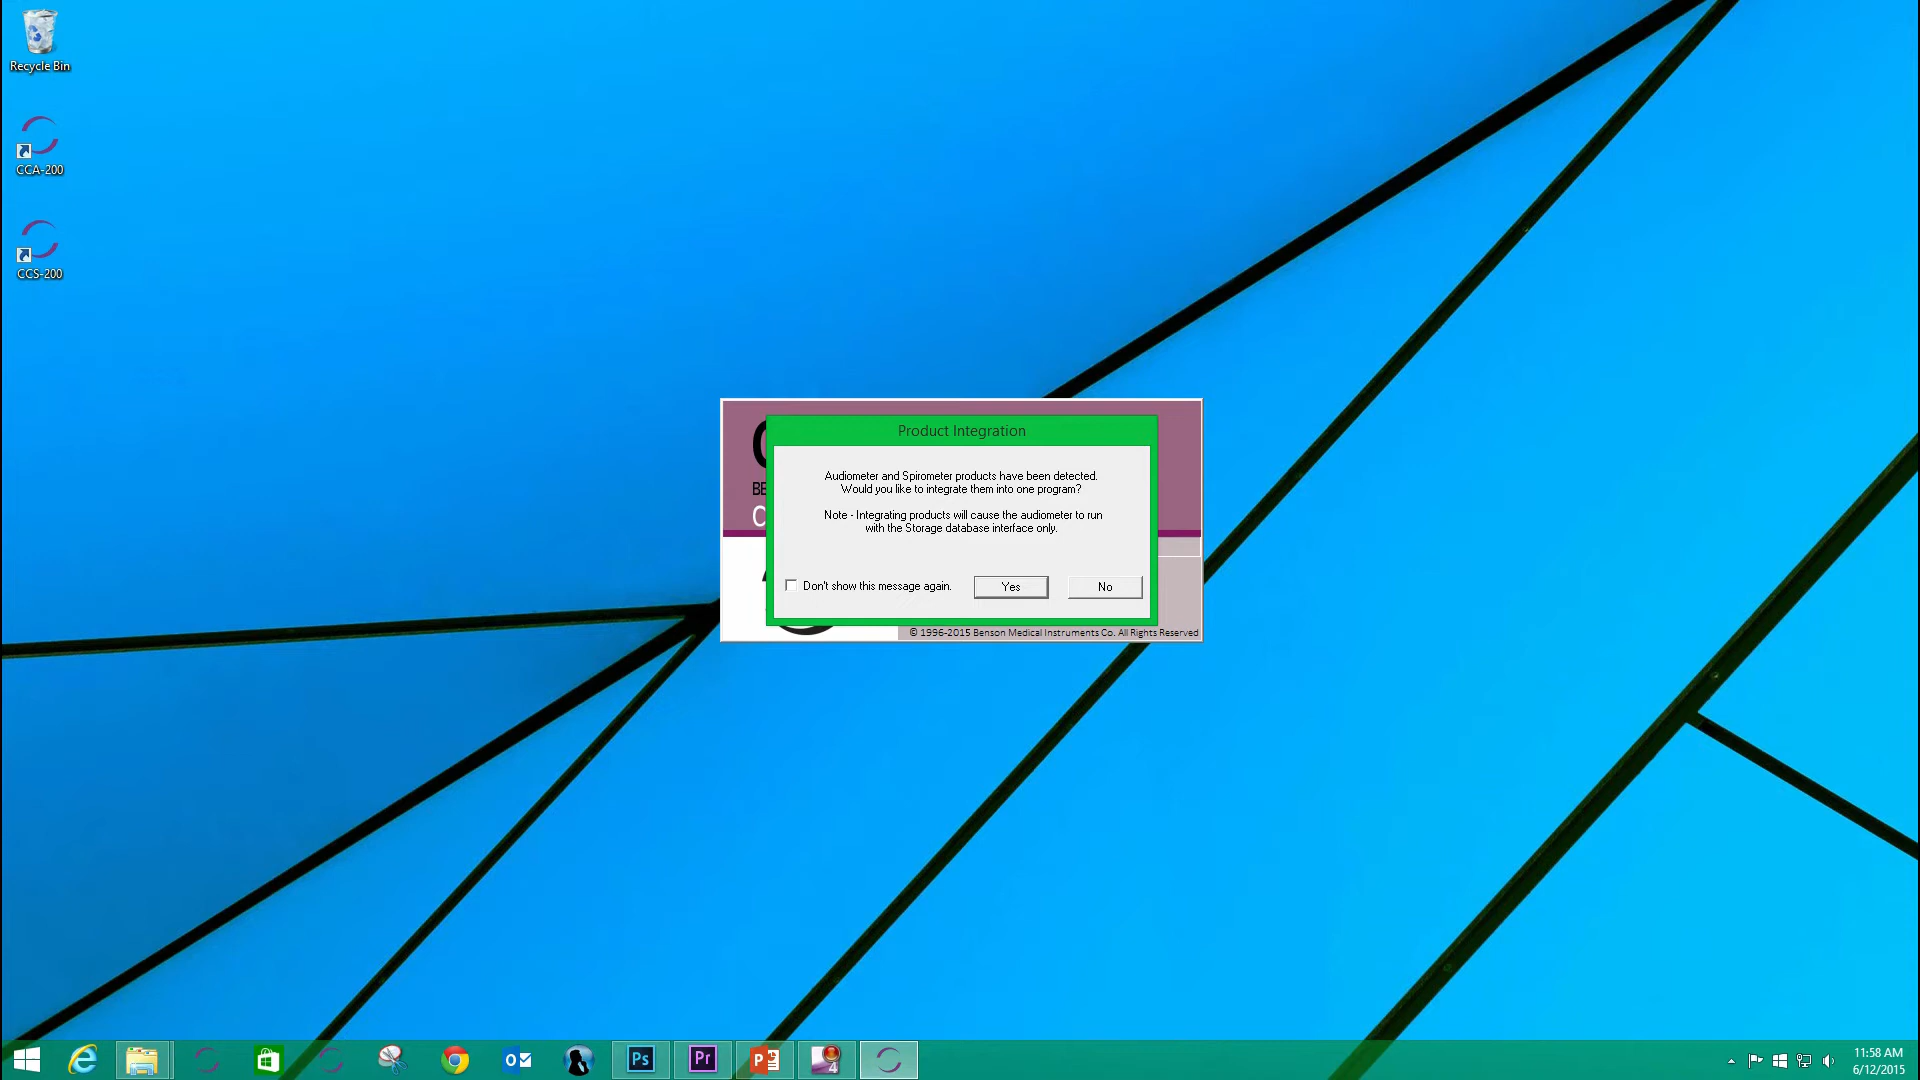 Recycle Bin
CCA-200
CCS-200
Product Integration
Audiometer and Spirometer products have been detected.
Would you like to integrate them into one program?
Note - Integrating products will cause the audiometer to run
with the Storage database interface only.
Don't show this message again.
Yes
No
BE
© 1996-2015 Benson Medical Instruments Co. All Rights Reserved
Ps
Pr
P
4
11:58 AM
6/12/2015